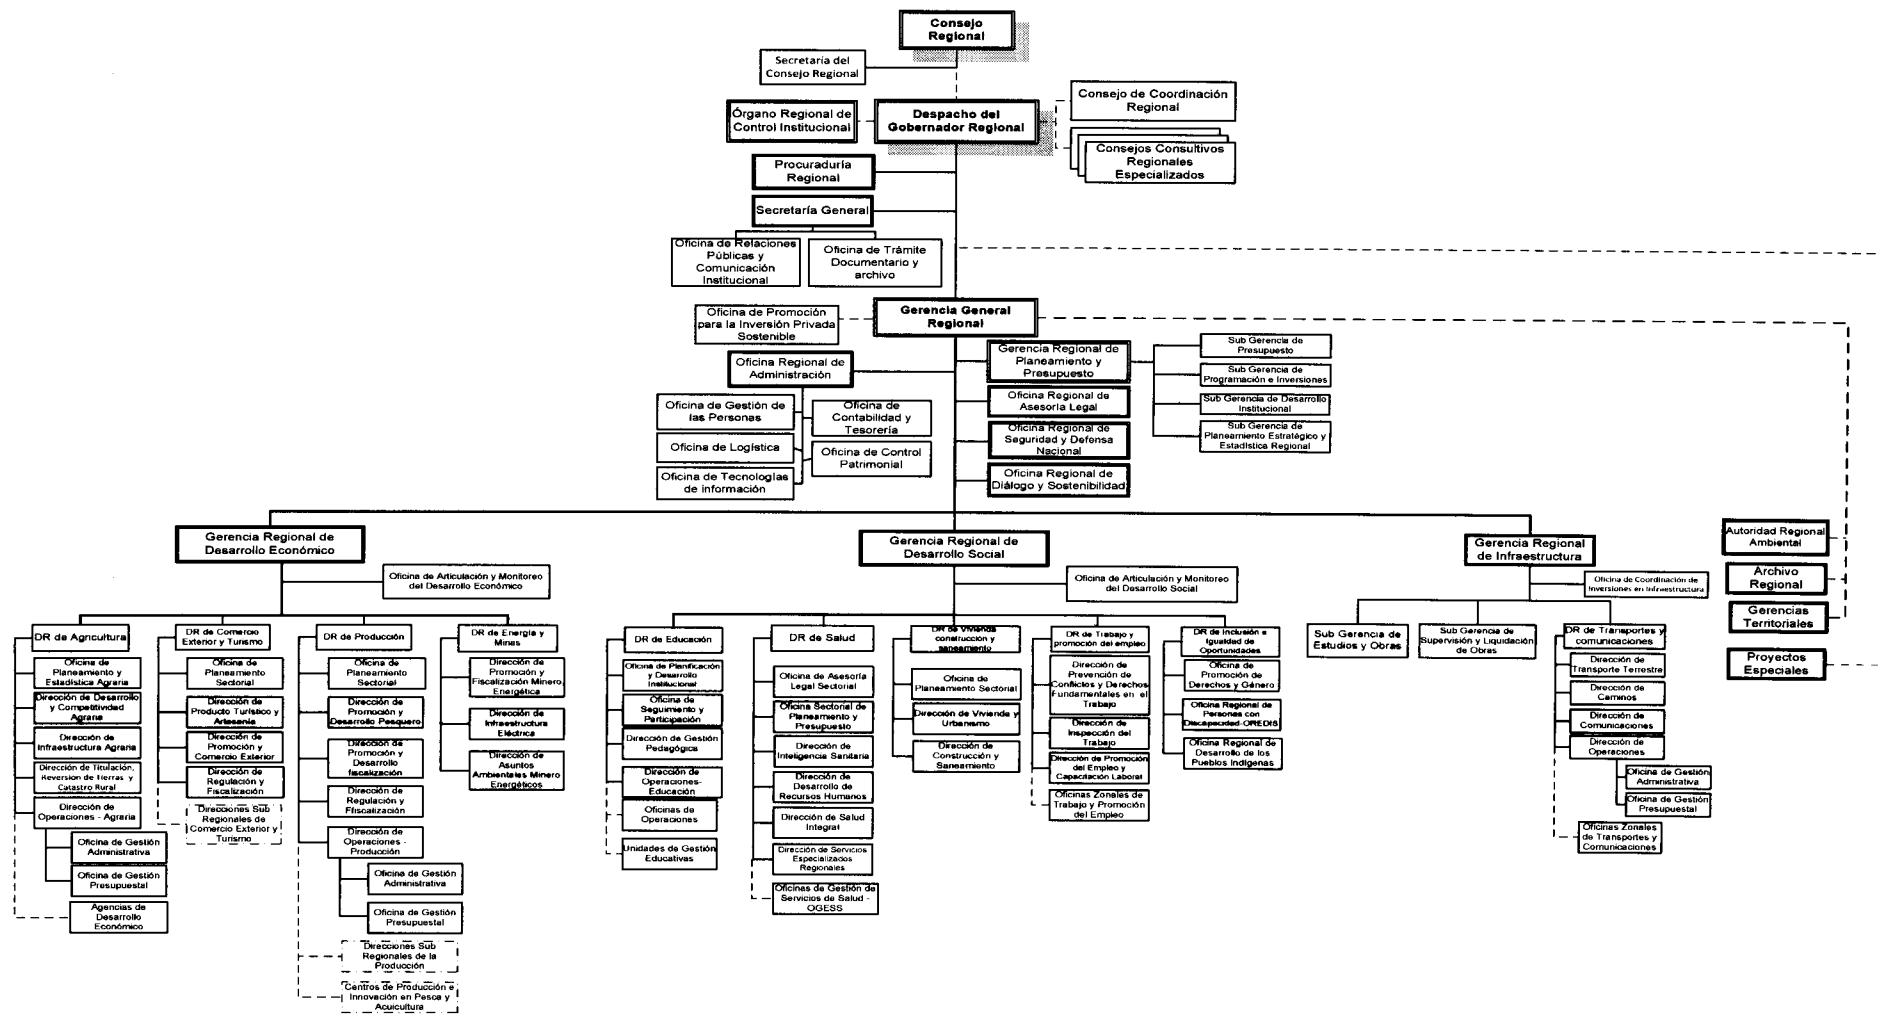 Consejo
Regional
Secretaría del
Consejo Regional
Órgano Regional de
Control Institucional
Despacho del
Gobernador Regional
Consejo de Coordinación
Regional
Consejos Consultivos
Regionales
Especializados
Procuraduría
Regional
Secretaría General
Oficina de Relaciones
Públicas y
Comunicación
Institucional
Oficina de Trámite
Documentario y
archivo
Oficina de Promoción
para la Inversión Privada
Sostenible
Gerencia General
Regional
Oficina Regional de
Administración
Oficina de Gestión de
las Personas
Oficina de
Contabilidad y
Tesorería
Oficina de Logística
Oficina de Control
Patrimonial
Oficina de Tecnologías
de información
Gerencia Regional de
Planeamiento y
Presupuesto
Sub Gerencia de
Presupuesto
Sub Gerencia de
Programación e Inversiones
Sub Gerencia de Desarrollo
Institucional
Sub Gerencia de
Planeamiento Estratégico y
Estadística Regional
Oficina Regional de
Asesoría Legal
Oficina Regional de
Seguridad y Defensa
Nacional
Oficina Regional de
Diálogo y Sostenibilidad
Gerencia Regional de
Desarrollo Económico
Oficina de Articulación y Monitoreo
del Desarrollo Económico
DR de Agricultura
Oficina de
Planeamiento y
Estadística Agraria
Dirección de Desarrollo
y Competitividad
Agraria
Dirección de
Infraestructura Agraria
Dirección de Titulación,
Reversion de Tierras y
Catastro Rural
Dirección de
Operaciones - Agraria
Oficina de Gestión
Administrativa
Oficina de Gestión
Presupuestal
Agencias de
Desarrollo
Económico
DR de Comercio
Exterior y Turismo
Oficina de
Planeamiento
Sectorial
Dirección de
Producto Turístico y
Artesanía
Dirección de
Promoción y
Comercio Exterior
Dirección de
Regulación y
Fiscalización
Direcciones Sub
Regionales de
Comercio Exterior y
Turismo
DR de Producción
Oficina de
Planeamiento
Sectorial
Dirección de
Promoción y
Desarrollo Pesquero
Dirección de
Promoción y
Desarrollo
fiscalización
Dirección de
Regulación y
Ffiscalización
Dirección de
Operaciones -
Producción
Oficina de Gestión
Administrativa
Oficina de Gestión
Presupuestal
Direcciones Sub
Regionales de la
Producción
Centros de Producción e
Innovación en Pesca y
Acuicultura
DR de Energía y
Minas
Dirección de
Promoción y
Fiscalización Minero
Energética
Dirección de
Infraestructura
Eléctrica
Dirección de
Asuntos
Ambientales Minero
Energéticos
Gerencia Regional de
Desarrollo Social
Oficina de Articulación y Monitoreo
del Desarrollo Social
DR de Educación
Oficina de Planificación
y Desarrollo
Institucional
Oficina de
Seguimiento y
Participación
Dirección de Gestión
Pedagógica
Dirección de
Operaciones-
Educación
Oficinas de
Operaciones
Unidades de Gestión
Educativas
DR de Salud
Oficina de Asesoría
Legal Sectorial
Oficina Sectorial de
Planeamiento y
Presupuesto
Dirección de
Inteligencia Sanitaria
Dirección de
Desarrollo de
Recursos Humanos
Dirección de Salud
Integral
Dirección de Servicios
Especializados
Regionales
Oficinas de Gestión de
Servicios de Salud -
OGESS
DR de Vivienda
construcción y
saneamiento
Oficina de
Planeamiento Sectorial
Dirección de Vivienda y
Urbanismo
Dirección de
Construcción y
Saneamiento
DR de Trabajo y
promoción del empleo
Dirección de
Prevención de
Conflictos y Derechos
Fundamentales en el
Trabajo
Dirección de
Inspección del
Trabajo
Dirección de Promoción
del Empleo y
Capacitación Laboral
Oficinas Zonales de
Trabajo y Promoción
del Empleo
DR de Inclusión e
Igualdad de
Oportunidades
Oficina de
Promoción de
Derechos y Género
Oficina Regional de
Personas con
Discapacidad-OREDIS
Oficina Regional de
Desarrollo de los
Pueblos Indígenas
Gerencia Regional
de Infraestructura
Oficina de Coordinación de
Inversiones en Infraestructura
Sub Gerencia de
Estudios y Obras
Sub Gerencia de
Supervisión y Liquidación
de Obras
DR de Transportes y
comunicaciones
Dirección de
Transporte Terrestre
Dirección de
Caminos
Dirección de
Comunicaciones
Dirección de
Operaciones
Oficina de Gestión
Administrativa
Oficina de Gestión
Presupuestal
Oficinas Zonales
de Transportes y
Comunicaciones
Autoridad Regional
Ambiental
Archivo
Regional
Gerencias
Territoriales
Proyectos
Especiales